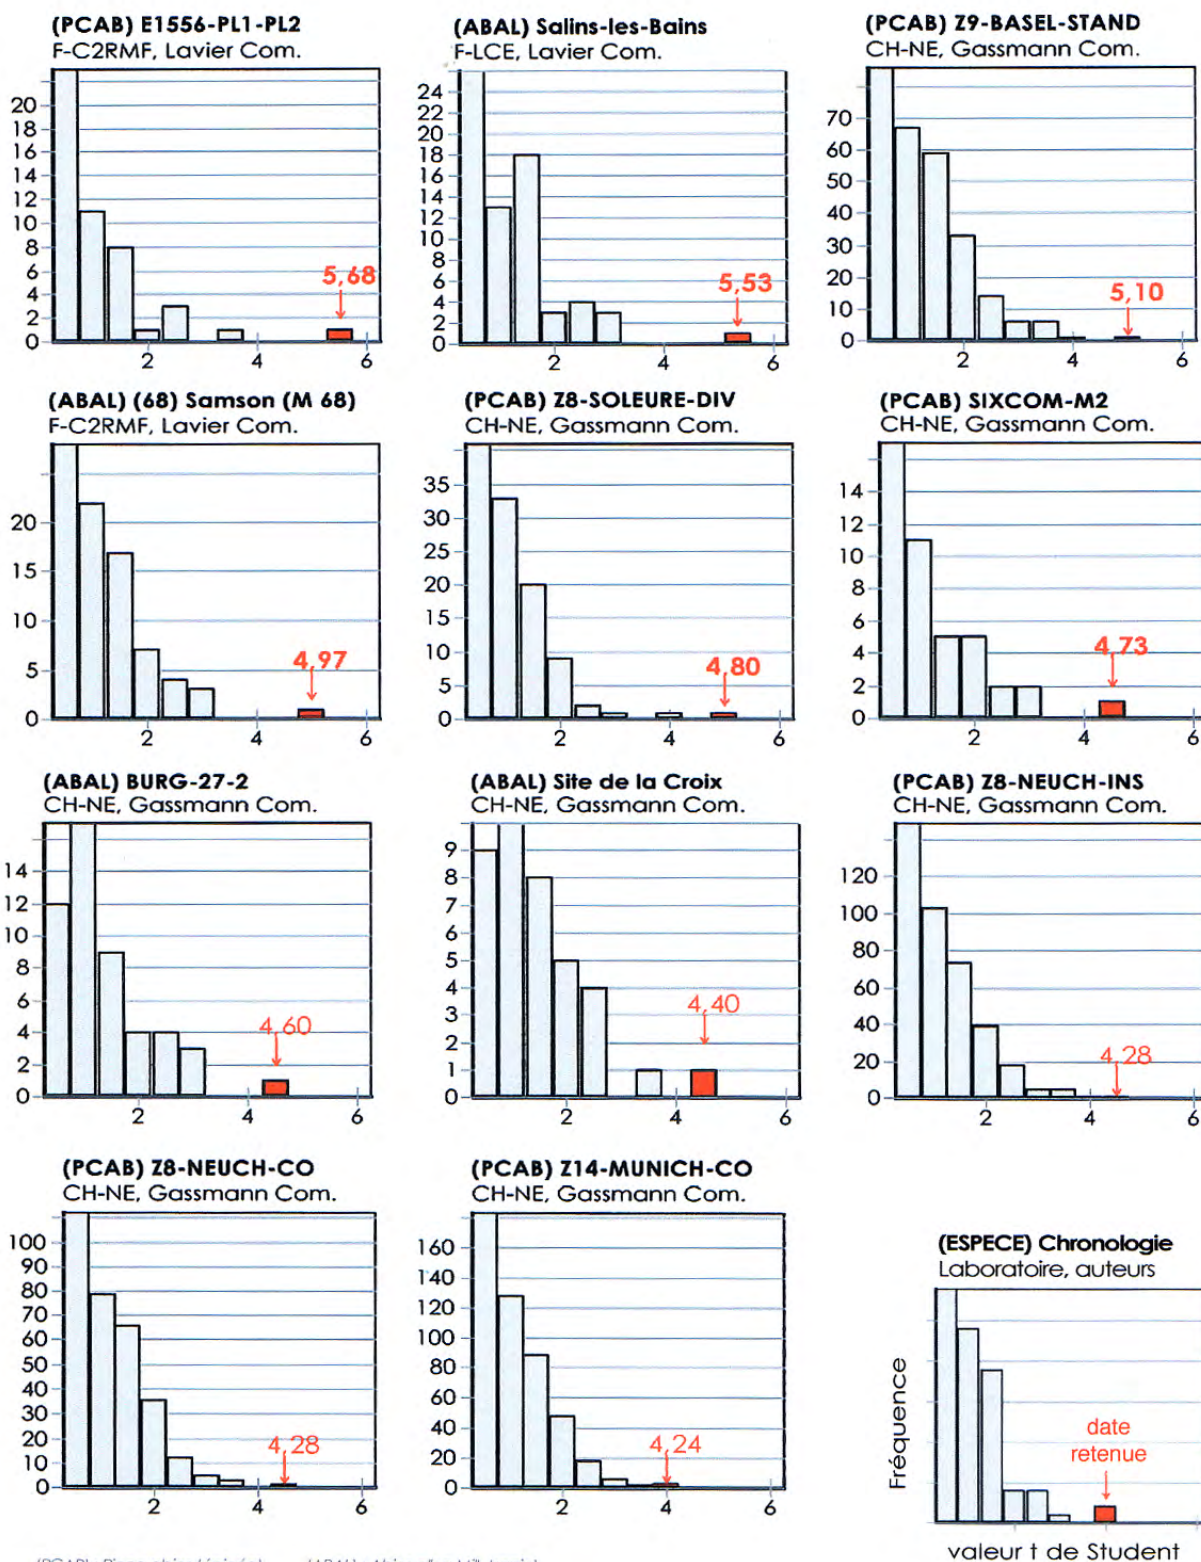 (PCAB) E1556-PL1-PL2
F-C2RMF, Lavier Com.
20
18
16
14
12
10
8
6
4
2
0
5,68
2 4 6
(ABAL) Salins-les-Bains
F-LCE, Lavier Com.
24
22
20
18
16
14
12
10
8
6
4
2
0
5,53
2 4 6
(PCAB) Z9-BASEL-STAND
CH-NE, Gassmann Com.
70
60
50
40
30
20
10
0
5,10
2 4 6
(ABAL) (68) Samson (M 68)
F-C2RMF, Lavier Com.
20
15
10
5
0
4,97
2 4 6
(PCAB) Z8-SOLEURE-DIV
CH-NE, Gassmann Com.
35
30
25
20
15
10
5
0
4,80
2 4 6
(PCAB) SIXCOM-M2
CH-NE, Gassmann Com.
14
12
10
8
6
4
2
0
4,73
2 4 6
(ABAL) BURG-27-2
CH-NE, Gassmann Com.
14
12
10
8
6
4
2
0
4,60
2 4 6
(ABAL) Site de la Croix
CH-NE, Gassmann Com.
9
8
7
6
5
4
3
2
1
0
4,40
2 4 6
(PCAB) Z8-NEUCH-INS
CH-NE, Gassmann Com.
120
100
80
60
40
20
0
4,28
2 4 6
(PCAB) Z8-NEUCH-CO
CH-NE, Gassmann Com.
100
90
80
70
60
50
40
30
20
10
0
4,28
2 4 6
(PCAB) Z14-MUNICH-CO
CH-NE, Gassmann Com.
160
140
120
100
80
60
40
20
0
4,24
2 4 6
(ESPECE) Chronologie
Laboratoire, auteurs
Fréquence
date
retenue
valeur t de Student